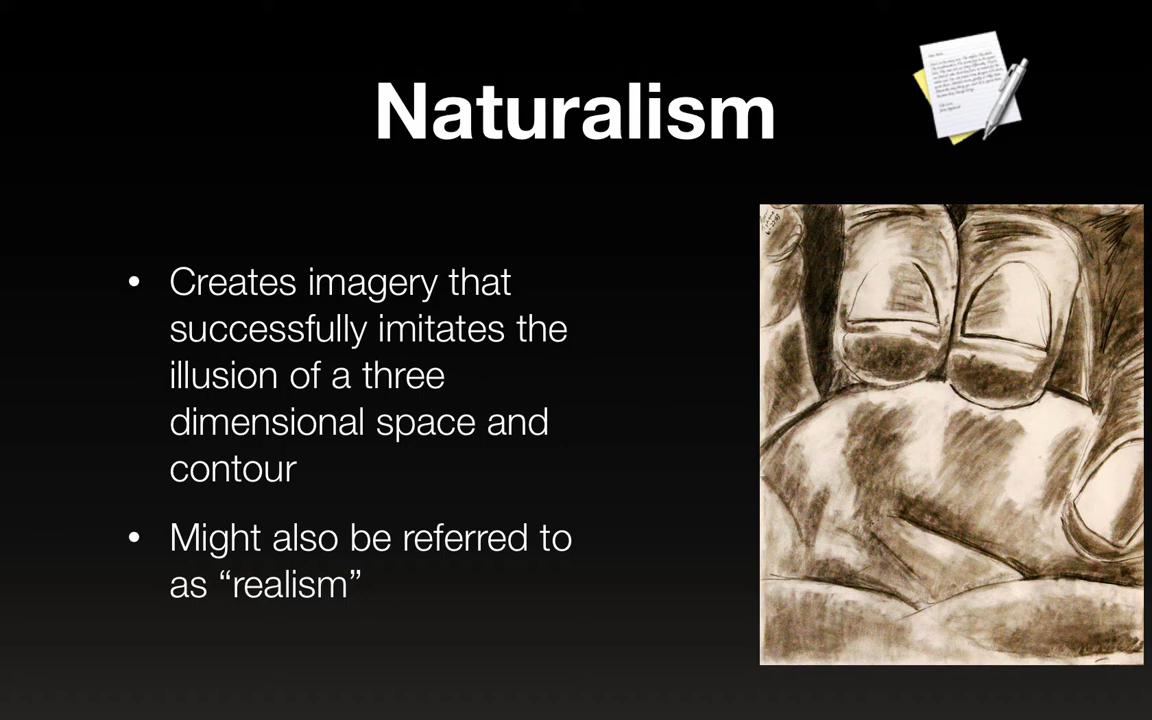 Naturalism
• Creates imagery that
successfully imitates the
illusion of a three
dimensional space and
contour
• Might also be referred to
as “realism”